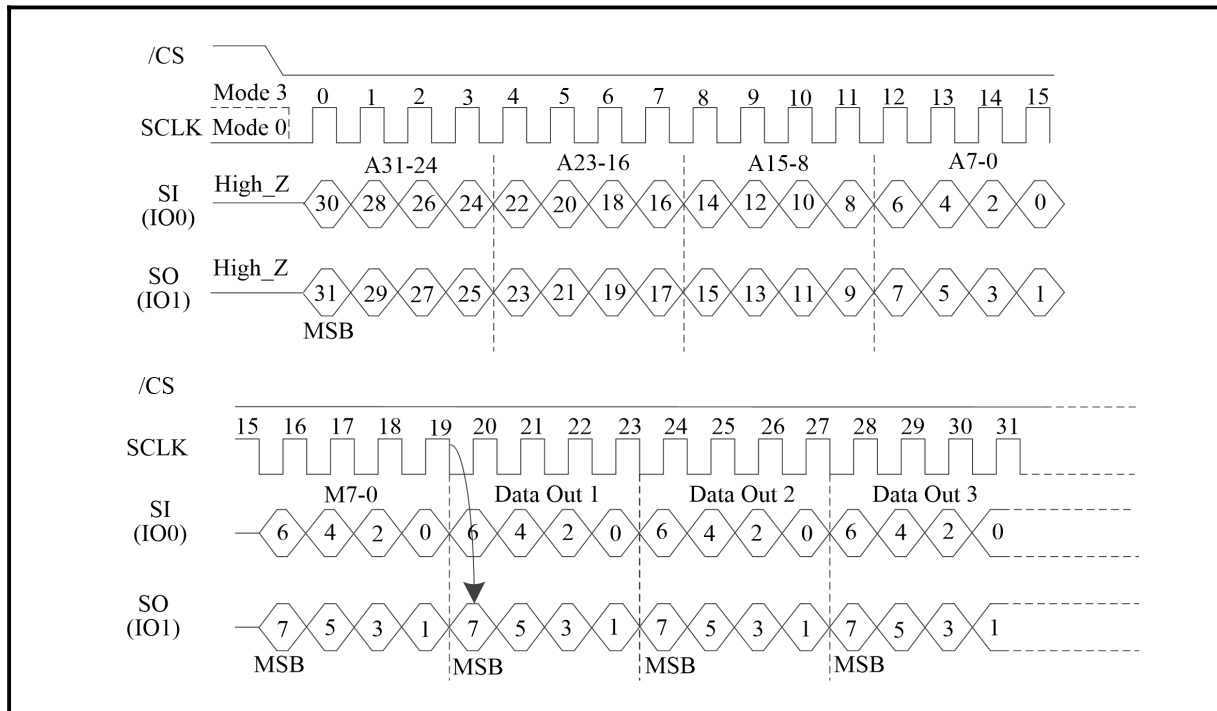 /CS
Mode 3 0 1 2 3 4 5 6 7 8 9 10 11 12 13 14 15
SCLK Mode 0
A31-24 A23-16 A15-8 A7-0
SI High_Z
(IO0) 30 28 26 24 22 20 18 16 14 12 10 8 6 4 2 0
SO High_Z
(IO1) 31 29 27 25 23 21 19 17 15 13 11 9 7 5 3 1
MSB
/CS
15 16 17 18 19 20 21 22 23 24 25 26 27 28 29 30 31
SCLK
M7-0 Data Out 1 Data Out 2 Data Out 3
SI
(IO0) 6 4 2 0 6 4 2 0 6 4 2 0 6 4 2 0
SO
(IO1) 7 5 3 1 7 5 3 1 7 5 3 1 7 5 3 1
MSB MSB MSB MSB